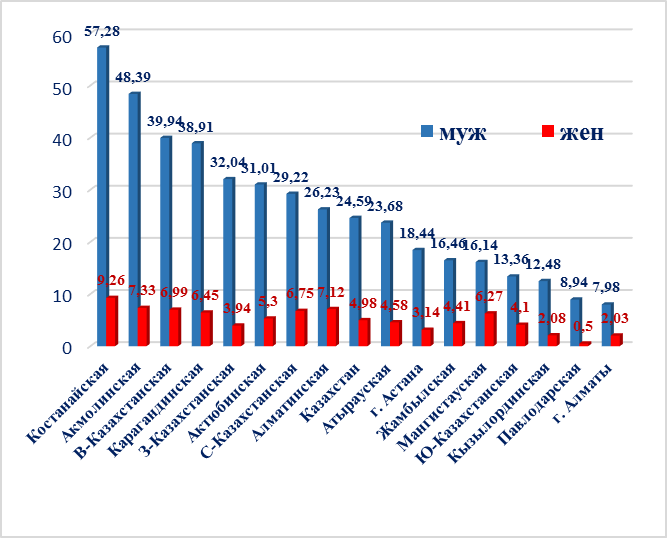 60
50
40
30
20
10
0
муж
жен
57,28
48,39
39,94
38,91
32,04
31,01
29,22
26,23
24,59
23,68
18,44
16,46
16,14
13,36
12,48
8,94
7,98
9,26
7,33
6,99
6,45
3,94
5,3
6,75
7,12
4,98
4,58
3,14
4,41
6,27
4,1
2,08
0,5
2,03
Костанайская
Акмолинская
В-Казахстанская
Карагандинская
З-Казахстанская
Актюбинская
С-Казахстанская
Алматинская
Казахстан
Атырауская
г. Астана
Жамбылская
Мангистауская
Ю-Казахстанская
Кызылординская
Павлодарская
г. Алматы